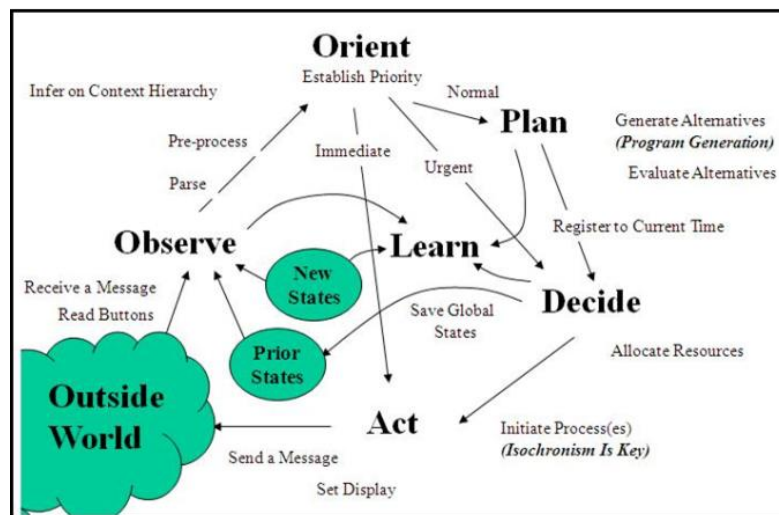 Orient
Establish Priority
Infer on Context Hierarchy
Normal
Plan
Generate Alternatives
(Program Generation)
Pre-process
Immediate
Urgent
Evaluate Alternatives
Parse
Observe
Learn
Register to Current Time
New
States
Receive a Message
Read Buttons
Decide
Save Global
States
Prior
States
Allocate Resources
Outside
World
Act
Initiate Process(es)
(Isochronism Is Key)
Send a Message
Set Display